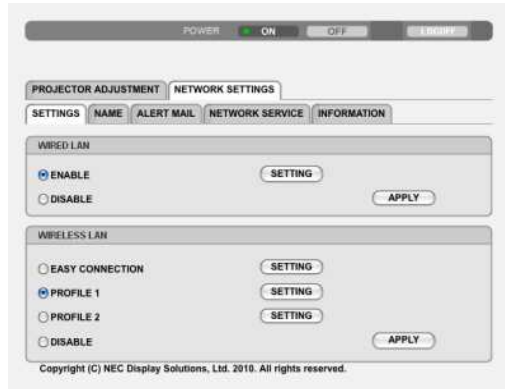 POWER ON OFF LOGOFF
PROJECTOR ADJUSTMENT NETWORK SETTINGS
SETTINGS NAME ALERT MAIL NETWORK SERVICE INFORMATION
WIRED LAN
ENABLE SETTING
DISABLE APPLY
WIRELESS LAN
EASY CONNECTION SETTING
PROFILE 1 SETTING
PROFILE 2 SETTING
DISABLE APPLY
Copyright (C) NEC Display Solutions, Ltd. 2010. All rights reserved.